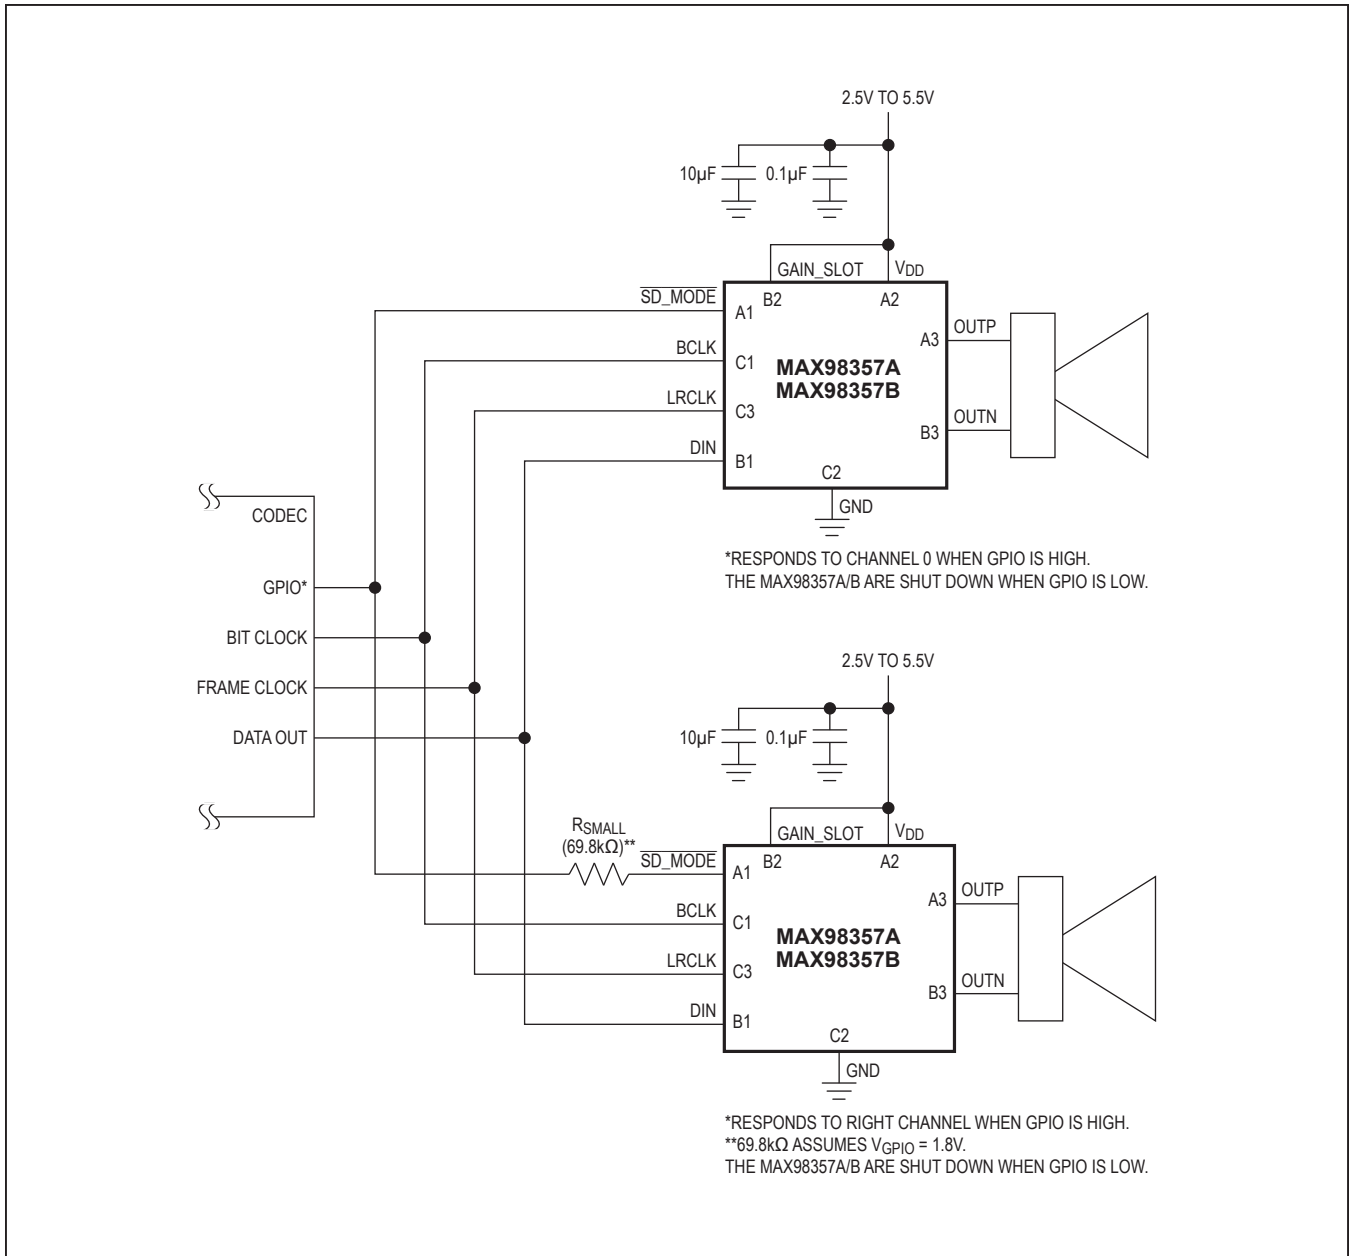 2.5V TO 5.5V
10µF
0.1µF
GAIN_SLOT
VDD
SD_MODE
B2
A2
A1
OUTP
A3
BCLK
C1
MAX98357A
MAX98357B
LRCLK
C3
OUTN
B3
DIN
B1
C2
GND
CODEC
*RESPONDS TO CHANNEL 0 WHEN GPIO IS HIGH.
THE MAX98357A/B ARE SHUT DOWN WHEN GPIO IS LOW.
GPIO*
BIT CLOCK
FRAME CLOCK
DATA OUT
2.5V TO 5.5V
10µF
0.1µF
RSMALL
(69.8kΩ)**
GAIN_SLOT
VDD
SD_MODE
B2
A2
A1
OUTP
A3
BCLK
C1
MAX98357A
MAX98357B
LRCLK
C3
OUTN
B3
DIN
B1
C2
GND
*RESPONDS TO RIGHT CHANNEL WHEN GPIO IS HIGH.
**69.8kΩ ASSUMES VGPIO = 1.8V.
THE MAX98357A/B ARE SHUT DOWN WHEN GPIO IS LOW.